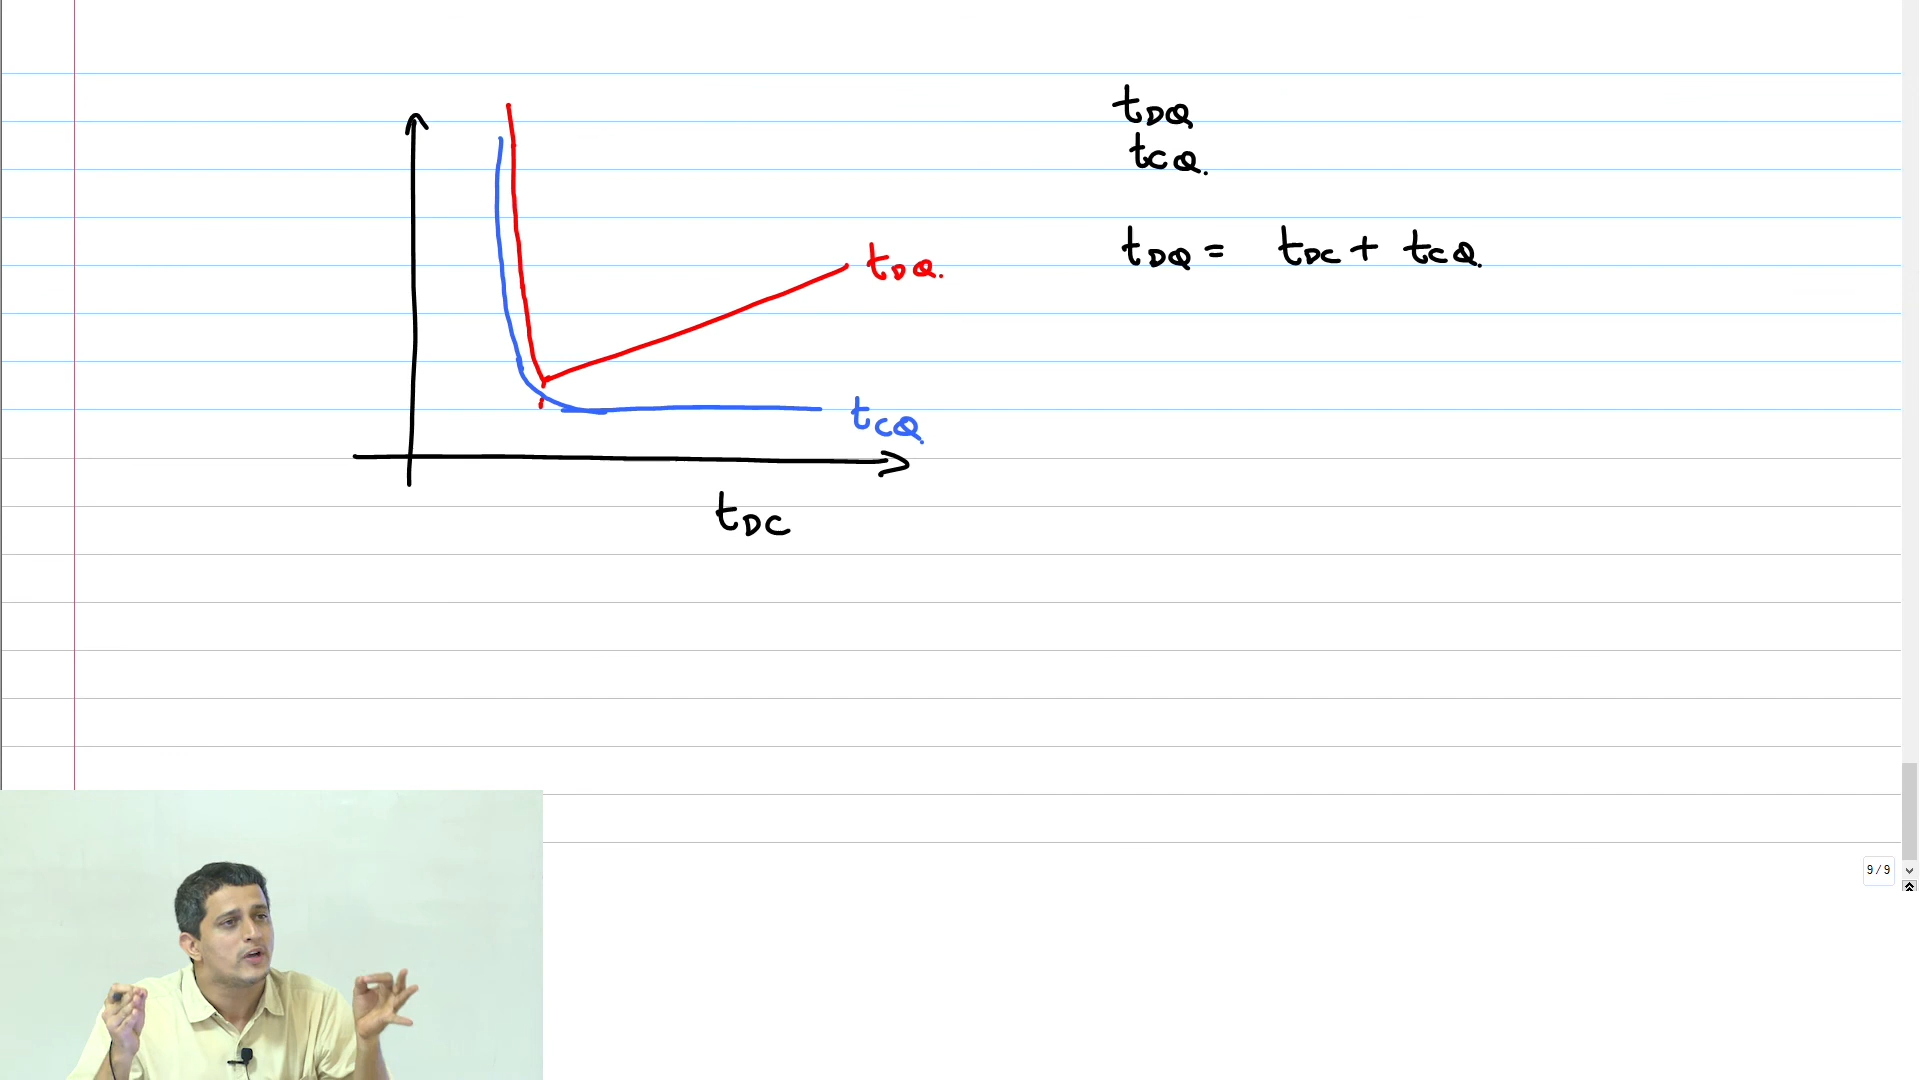 tDQ
tCQ.
tDQ = tDC + tCQ.
tDQ.
tCQ.
tDC
9/9